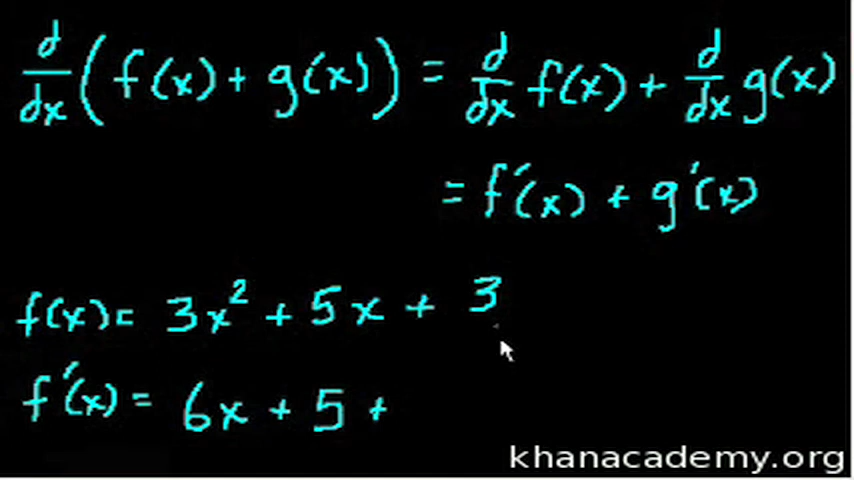 d/dx (f(x) + g(x)) = d/dx f(x) + d/dx g(x)
= f'(x) + g'(x)
f(x) = 3x² + 5x + 3
f'(x) = 6x + 5 +
khanacademy.org